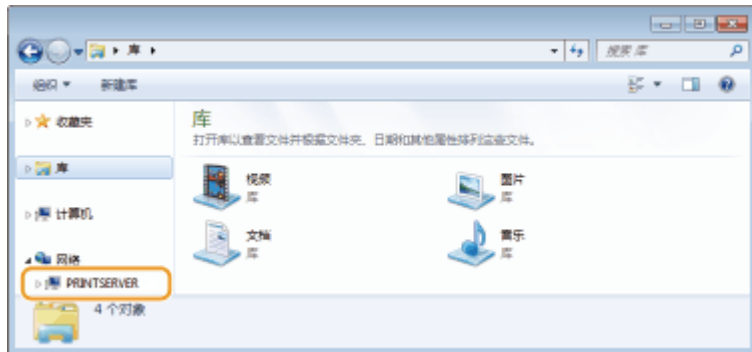 库
搜索 库
组织 新建库
收藏夹
库
计算机
网络
PRINTSERVER
库
打开库以查看文件并根据文件夹、日期和其他属性排列这些文件。
视频
库
图片
库
文档
库
音乐
库
4 个对象